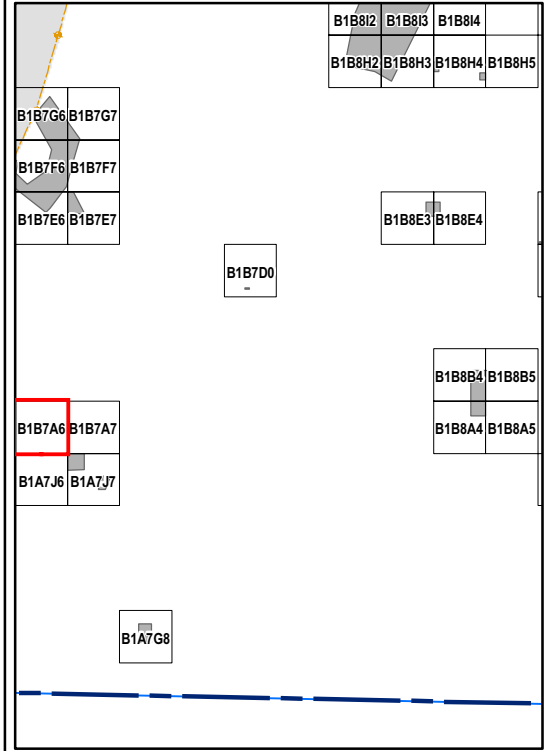 B1B8I2 B1B8I3 B1B8I4
B1B8H2 B1B8H3 B1B8H4 B1B8H5
B1B7G6 B1B7G7
B1B7F6 B1B7F7
B1B7E6 B1B7E7 B1B8E3 B1B8E4
B1B7D0
B1B8B4 B1B8B5
B1B7A6 B1B7A7 B1B8A4 B1B8A5
B1A7J6 B1A7J7
B1A7G8